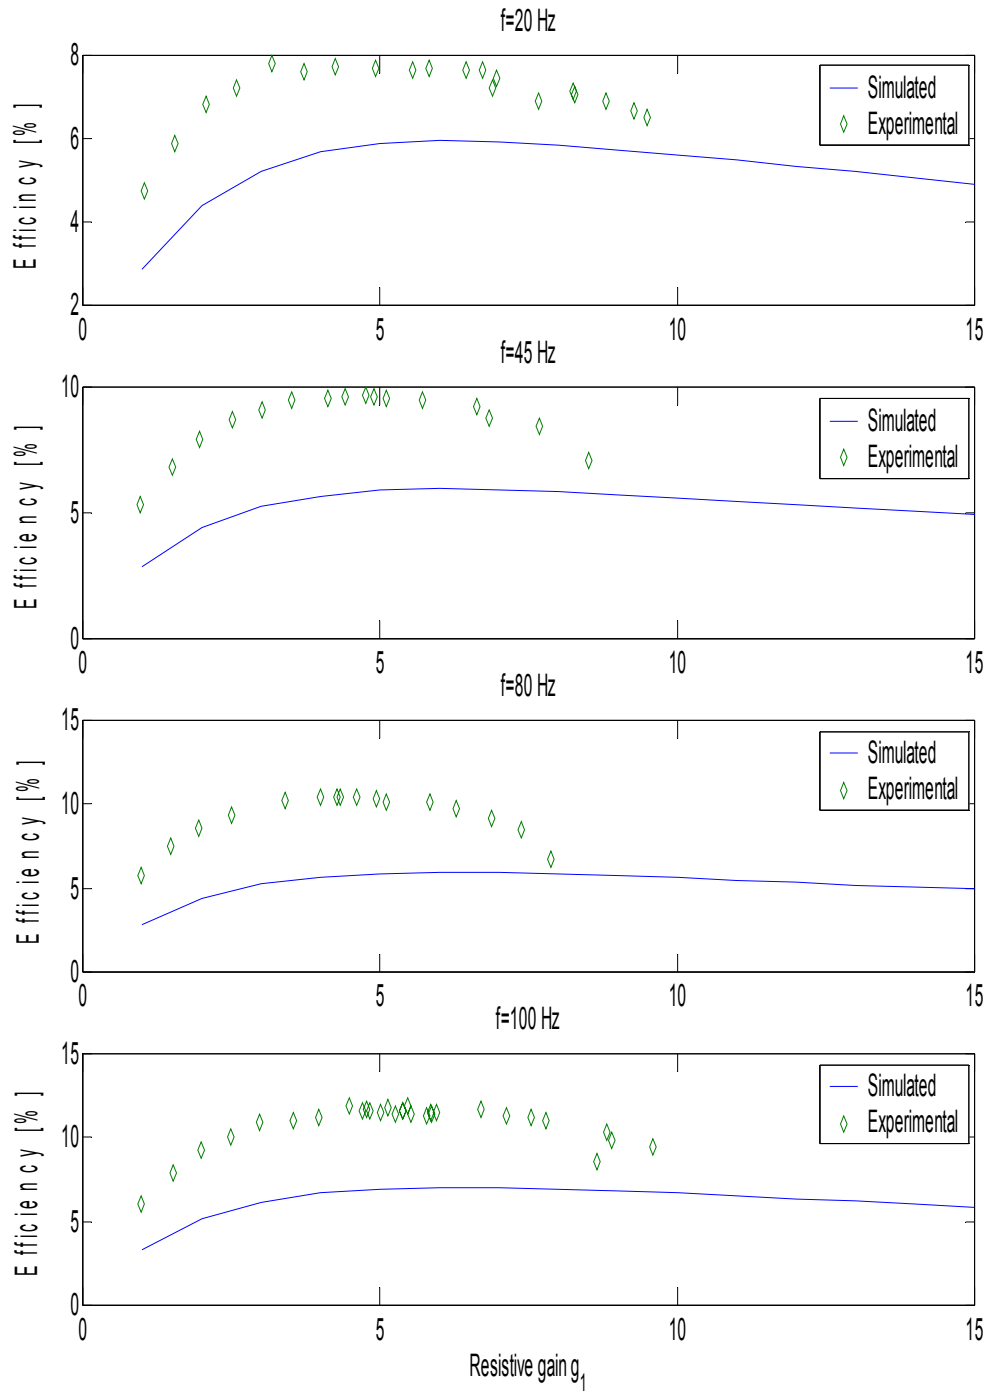 f=20 Hz
8
6
4
2
0
5
10
15
Efficincy [%]
Simulated
Experimental
f=45 Hz
10
5
0
0
5
10
15
Efficiency [%]
Simulated
Experimental
f=80 Hz
15
10
5
0
0
5
10
15
Efficiency [%]
Simulated
Experimental
f=100 Hz
15
10
5
0
0
5
10
15
Efficiency [%]
Simulated
Experimental
Resistive gain g1